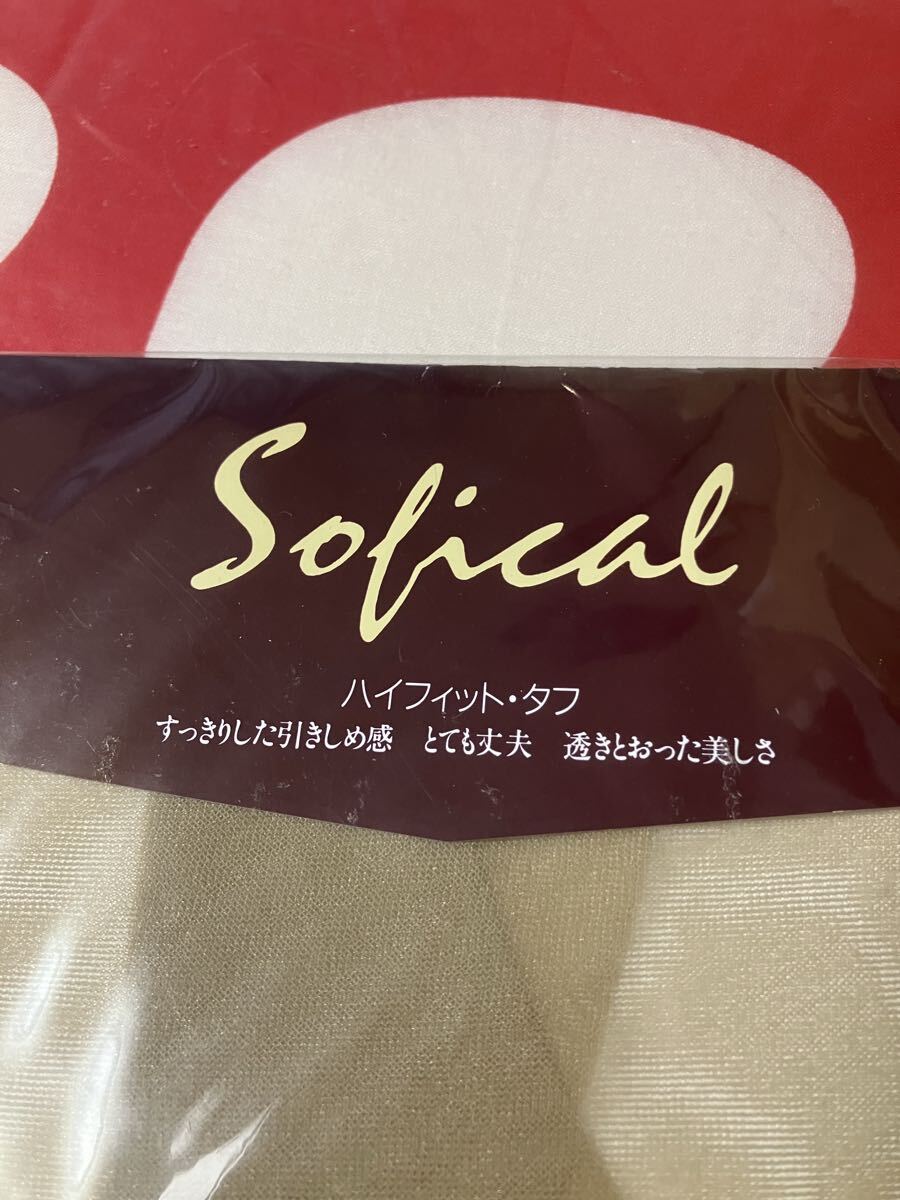 Sofical
ハイフィット・タフ
すっきりした引きしめ感　とても丈夫　透きとおった美しさ